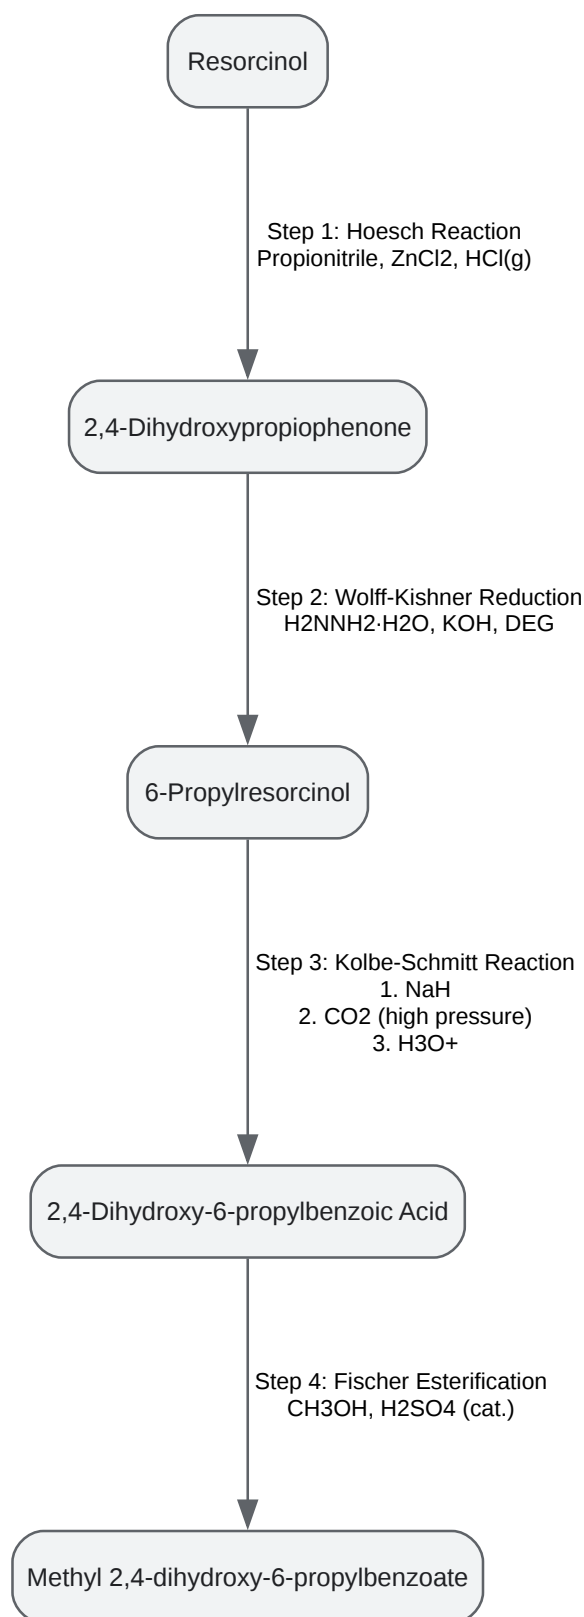 Resorcinol
Step 1: Hoesch Reaction
Propionitrile, ZnCl2, HCl(g)
2,4-Dihydroxypropiophenone
Step 2: Wolff-Kishner Reduction
H2NNH2·H2O, KOH, DEG
6-Propylresorcinol
Step 3: Kolbe-Schmitt Reaction
1. NaH
2. CO2 (high pressure)
3. H3O+
2,4-Dihydroxy-6-propylbenzoic Acid
Step 4: Fischer Esterification
CH3OH, H2SO4 (cat.)
Methyl 2,4-dihydroxy-6-propylbenzoate